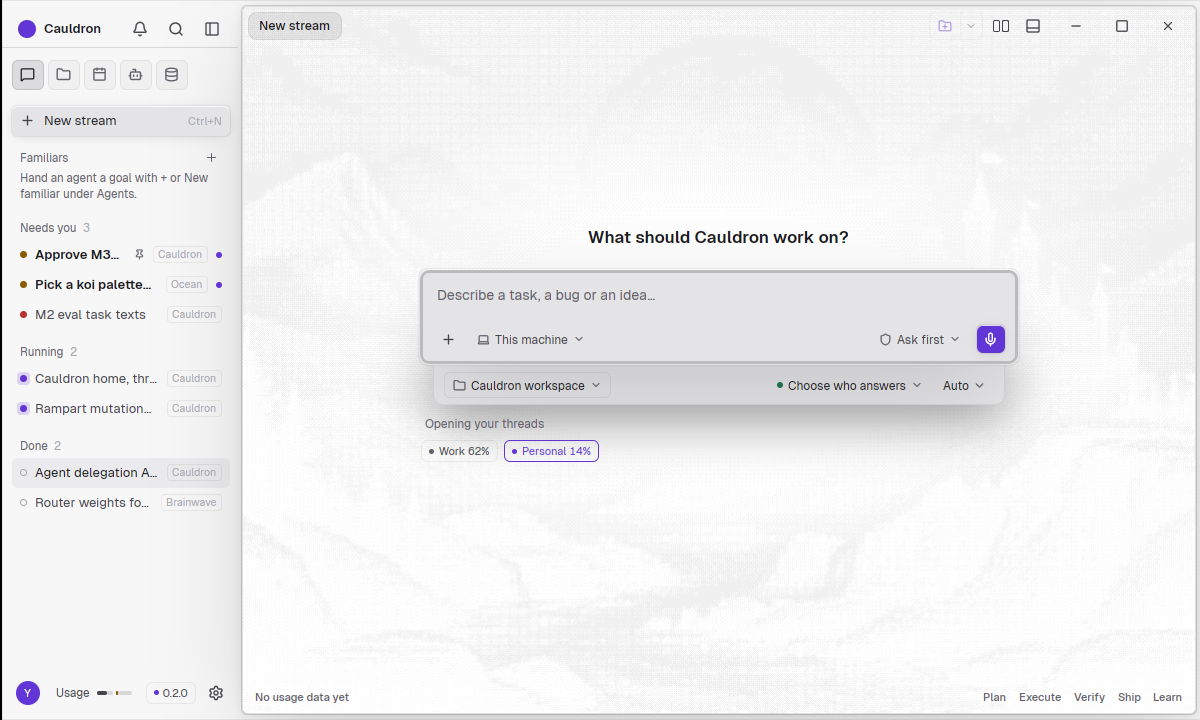 Cauldron
New stream Ctrl+N
Familiars
Hand an agent a goal with + or New
familiar under Agents.
Needs you 3
Approve M3... Cauldron
Pick a koi palette... Ocean
M2 eval task texts Cauldron
Running 2
Cauldron home, thr... Cauldron
Rampart mutation... Cauldron
Done 2
Agent delegation A... Cauldron
Router weights fo... Brainwave
Y Usage 0.2.0
New stream
What should Cauldron work on?
Describe a task, a bug or an idea...
This machine Ask first
Cauldron workspace Choose who answers Auto
Opening your threads
Work 62% Personal 14%
No usage data yet Plan Execute Verify Ship Learn